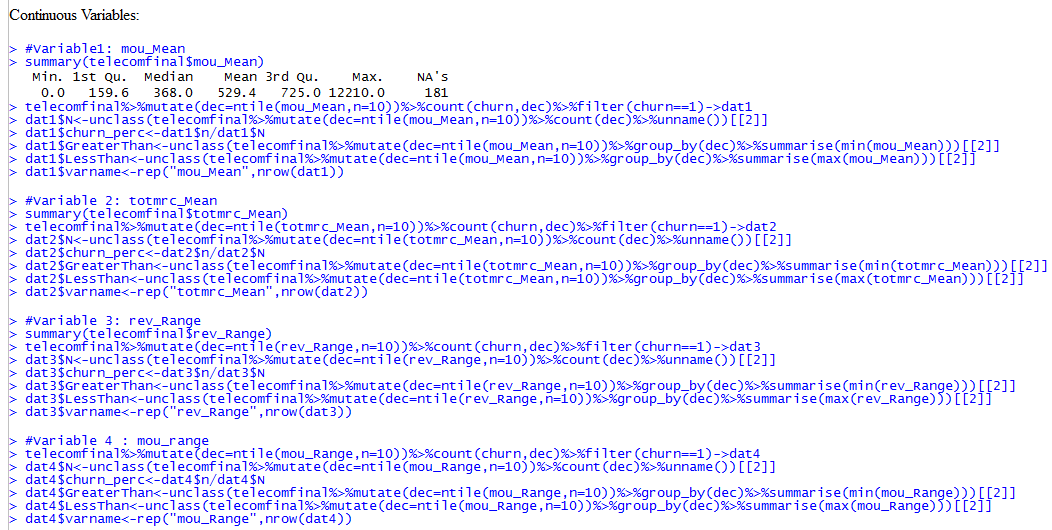 Continuous Variables:
> #Variable1: mou_Mean
> summary(telecomfinal$mou_Mean)
Min. 1st Qu. Median Mean 3rd Qu. Max. NA's
0.0 159.6 368.0 529.4 725.0 12210.0 181
> telecomfinal%>%mutate(dec=ntile(mou_Mean,n=10))%>%count(churn,dec)%>%filter(churn==1)->dat1
> dat1$N<-unclass(telecomfinal%>%mutate(dec=ntile(mou_Mean,n=10))%>%count(dec)%>%unname())[[2]]
> dat1$churn_perc<-dat1$n/dat1$N
> dat1$GreaterThan<-unclass(telecomfinal%>%mutate(dec=ntile(mou_Mean,n=10))%>%group_by(dec)%>%summarise(min(mou_Mean)))[[2]]
> dat1$LessThan<-unclass(telecomfinal%>%mutate(dec=ntile(mou_Mean,n=10))%>%group_by(dec)%>%summarise(max(mou_Mean)))[[2]]
> dat1$varname<-rep("mou_Mean",nrow(dat1))
> #Variable 2: totmrc_Mean
> summary(telecomfinal$totmrc_Mean)
> telecomfinal%>%mutate(dec=ntile(totmrc_Mean,n=10))%>%count(churn,dec)%>%filter(churn==1)->dat2
> dat2$N<-unclass(telecomfinal%>%mutate(dec=ntile(totmrc_Mean,n=10))%>%count(dec)%>%unname())[[2]]
> dat2$churn_perc<-dat2$n/dat2$N
> dat2$GreaterThan<-unclass(telecomfinal%>%mutate(dec=ntile(totmrc_Mean,n=10))%>%group_by(dec)%>%summarise(min(totmrc_Mean)))[[2]]
> dat2$LessThan<-unclass(telecomfinal%>%mutate(dec=ntile(totmrc_Mean,n=10))%>%group_by(dec)%>%summarise(max(totmrc_Mean)))[[2]]
> dat2$varname<-rep("totmrc_Mean",nrow(dat2))
> #Variable 3: rev_Range
> summary(telecomfinal$rev_Range)
> telecomfinal%>%mutate(dec=ntile(rev_Range,n=10))%>%count(churn,dec)%>%filter(churn==1)->dat3
> dat3$N<-unclass(telecomfinal%>%mutate(dec=ntile(rev_Range,n=10))%>%count(dec)%>%unname())[[2]]
> dat3$churn_perc<-dat3$n/dat3$N
> dat3$GreaterThan<-unclass(telecomfinal%>%mutate(dec=ntile(rev_Range,n=10))%>%group_by(dec)%>%summarise(min(rev_Range)))[[2]]
> dat3$LessThan<-unclass(telecomfinal%>%mutate(dec=ntile(rev_Range,n=10))%>%group_by(dec)%>%summarise(max(rev_Range)))[[2]]
> dat3$varname<-rep("rev_Range",nrow(dat3))
> #Variable 4 : mou_range
> telecomfinal%>%mutate(dec=ntile(mou_Range,n=10))%>%count(churn,dec)%>%filter(churn==1)->dat4
> dat4$N<-unclass(telecomfinal%>%mutate(dec=ntile(mou_Range,n=10))%>%count(dec)%>%unname())[[2]]
> dat4$churn_perc<-dat4$n/dat4$N
> dat4$GreaterThan<-unclass(telecomfinal%>%mutate(dec=ntile(mou_Range,n=10))%>%group_by(dec)%>%summarise(min(mou_Range)))[[2]]
> dat4$LessThan<-unclass(telecomfinal%>%mutate(dec=ntile(mou_Range,n=10))%>%group_by(dec)%>%summarise(max(mou_Range)))[[2]]
> dat4$varname<-rep("mou_Range",nrow(dat4))